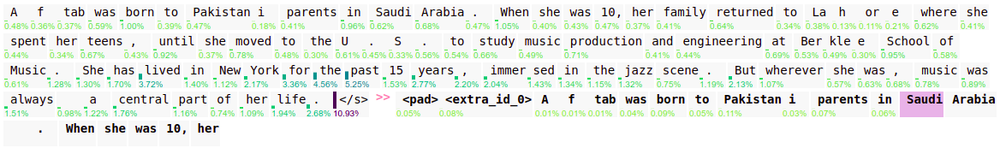 A f tab was born to Pakistan i parents in Saudi Arabia . When she was 10, her family returned to La h or e where she
0.48% 0.36% 0.37% 0.59% 1.00% 0.39% 0.47% 0.18% 0.41% 0.96% 0.62% 0.68% 0.47% 1.05% 0.40% 0.43% 0.47% 0.37% 0.41% 0.64% 0.34% 0.13% 0.11% 0.21% 0.62% 0.41%
spent her teens , until she moved to the U . S . to study music production and engineering at Ber kle e School of
0.44% 0.34% 0.67% 0.43% 0.92% 0.37% 0.78% 0.48% 0.30% 0.61% 0.45% 0.33% 0.56% 0.54% 0.66% 0.49% 0.71% 0.41% 0.44% 0.69% 0.53% 0.49% 0.30% 0.95% 0.58%
Music . She has lived in New York for the past 15 years , immer sed in the jazz scene . But wherever she was , music was
0.61% 1.28% 1.30% 1.70% 3.72% 1.40% 1.12% 2.17% 3.36% 4.56% 5.25% 1.53% 2.77% 2.20% 2.04% 1.43% 1.34% 1.15% 1.32% 0.75% 1.19% 2.13% 1.07% 0.57% 0.63% 0.68% 0.78% 0.89%
always a central part of her life . </s> >> <pad> <extra_id_0> A f tab was born to Pakistan i parents in Saudi Arabia
1.51% 0.98% 1.22% 1.76% 1.16% 0.74% 1.09% 1.94% 2.68% 10.93% 0.05% 0.08% 0.01% 0.01% 0.01% 0.04% 0.09% 0.05% 0.11% 0.03% 0.07% 0.06%
. When she was 10, her